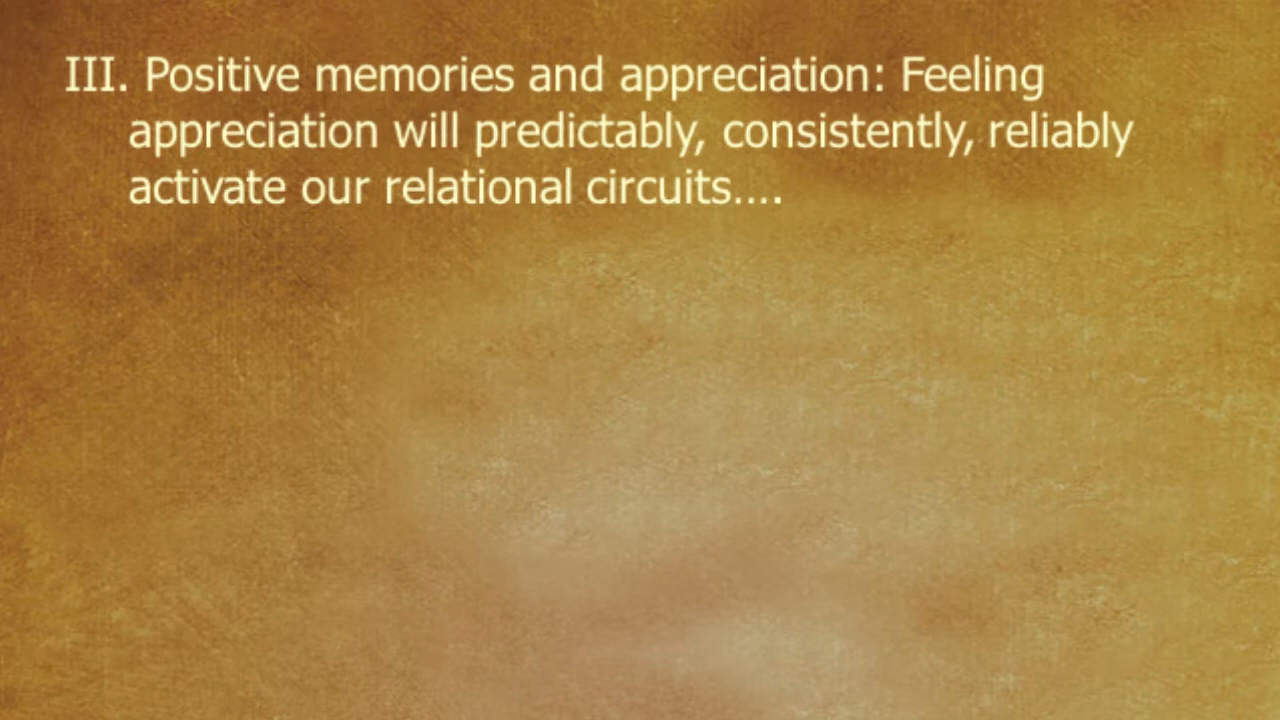 III. Positive memories and appreciation: Feeling
appreciation will predictably, consistently, reliably
activate our relational circuits....